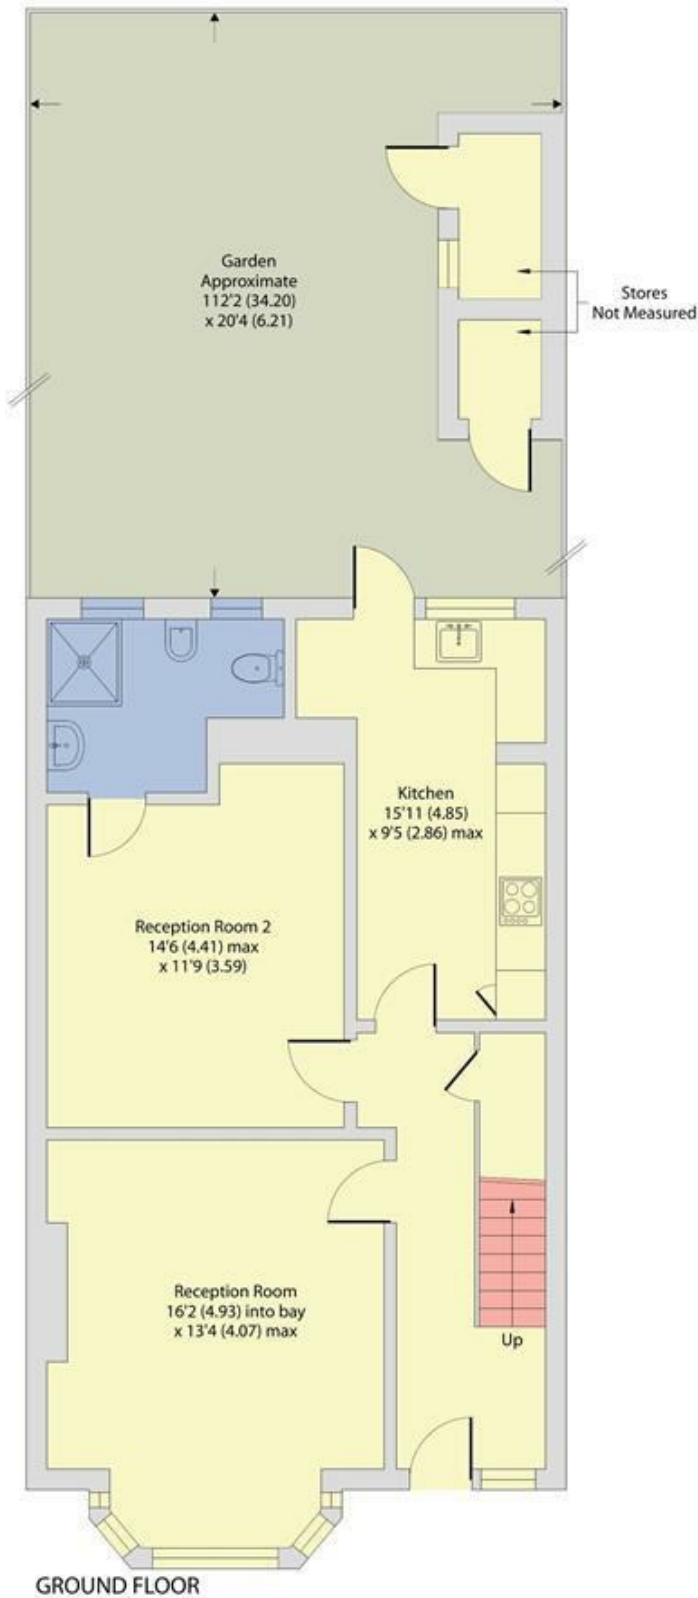 Garden
Approximate
112'2 (34.20)
x 20'4 (6.21)
Stores
Not Measured
Kitchen
15'11 (4.85)
x 9'5 (2.86) max
Reception Room 2
14'6 (4.41) max
x 11'9 (3.59)
Reception Room
16'2 (4.93) into bay
x 13'4 (4.07) max
Up
GROUND FLOOR